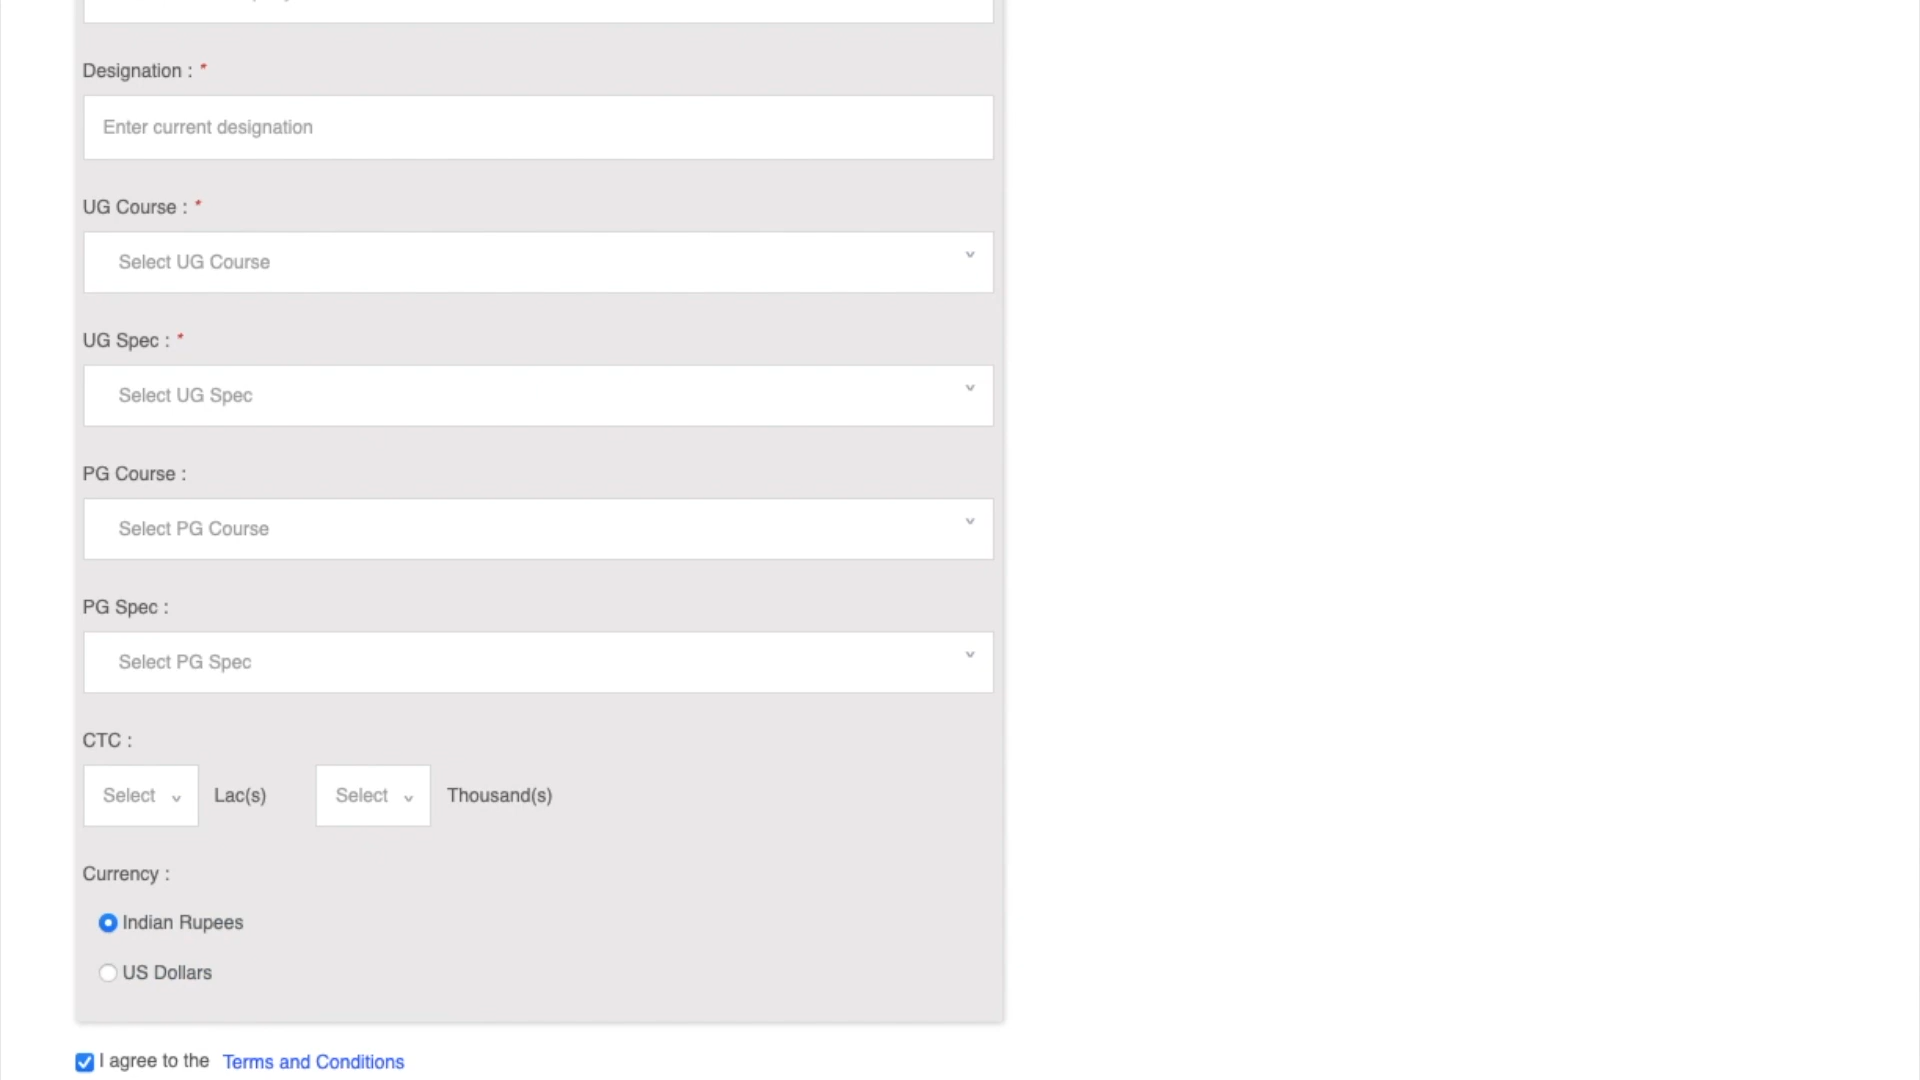 Designation : *
Enter current designation
UG Course : *
Select UG Course
UG Spec : *
Select UG Spec
PG Course :
Select PG Course
PG Spec :
Select PG Spec
CTC :
Select Lac(s) Select Thousand(s)
Currency :
Indian Rupees
US Dollars
I agree to the Terms and Conditions